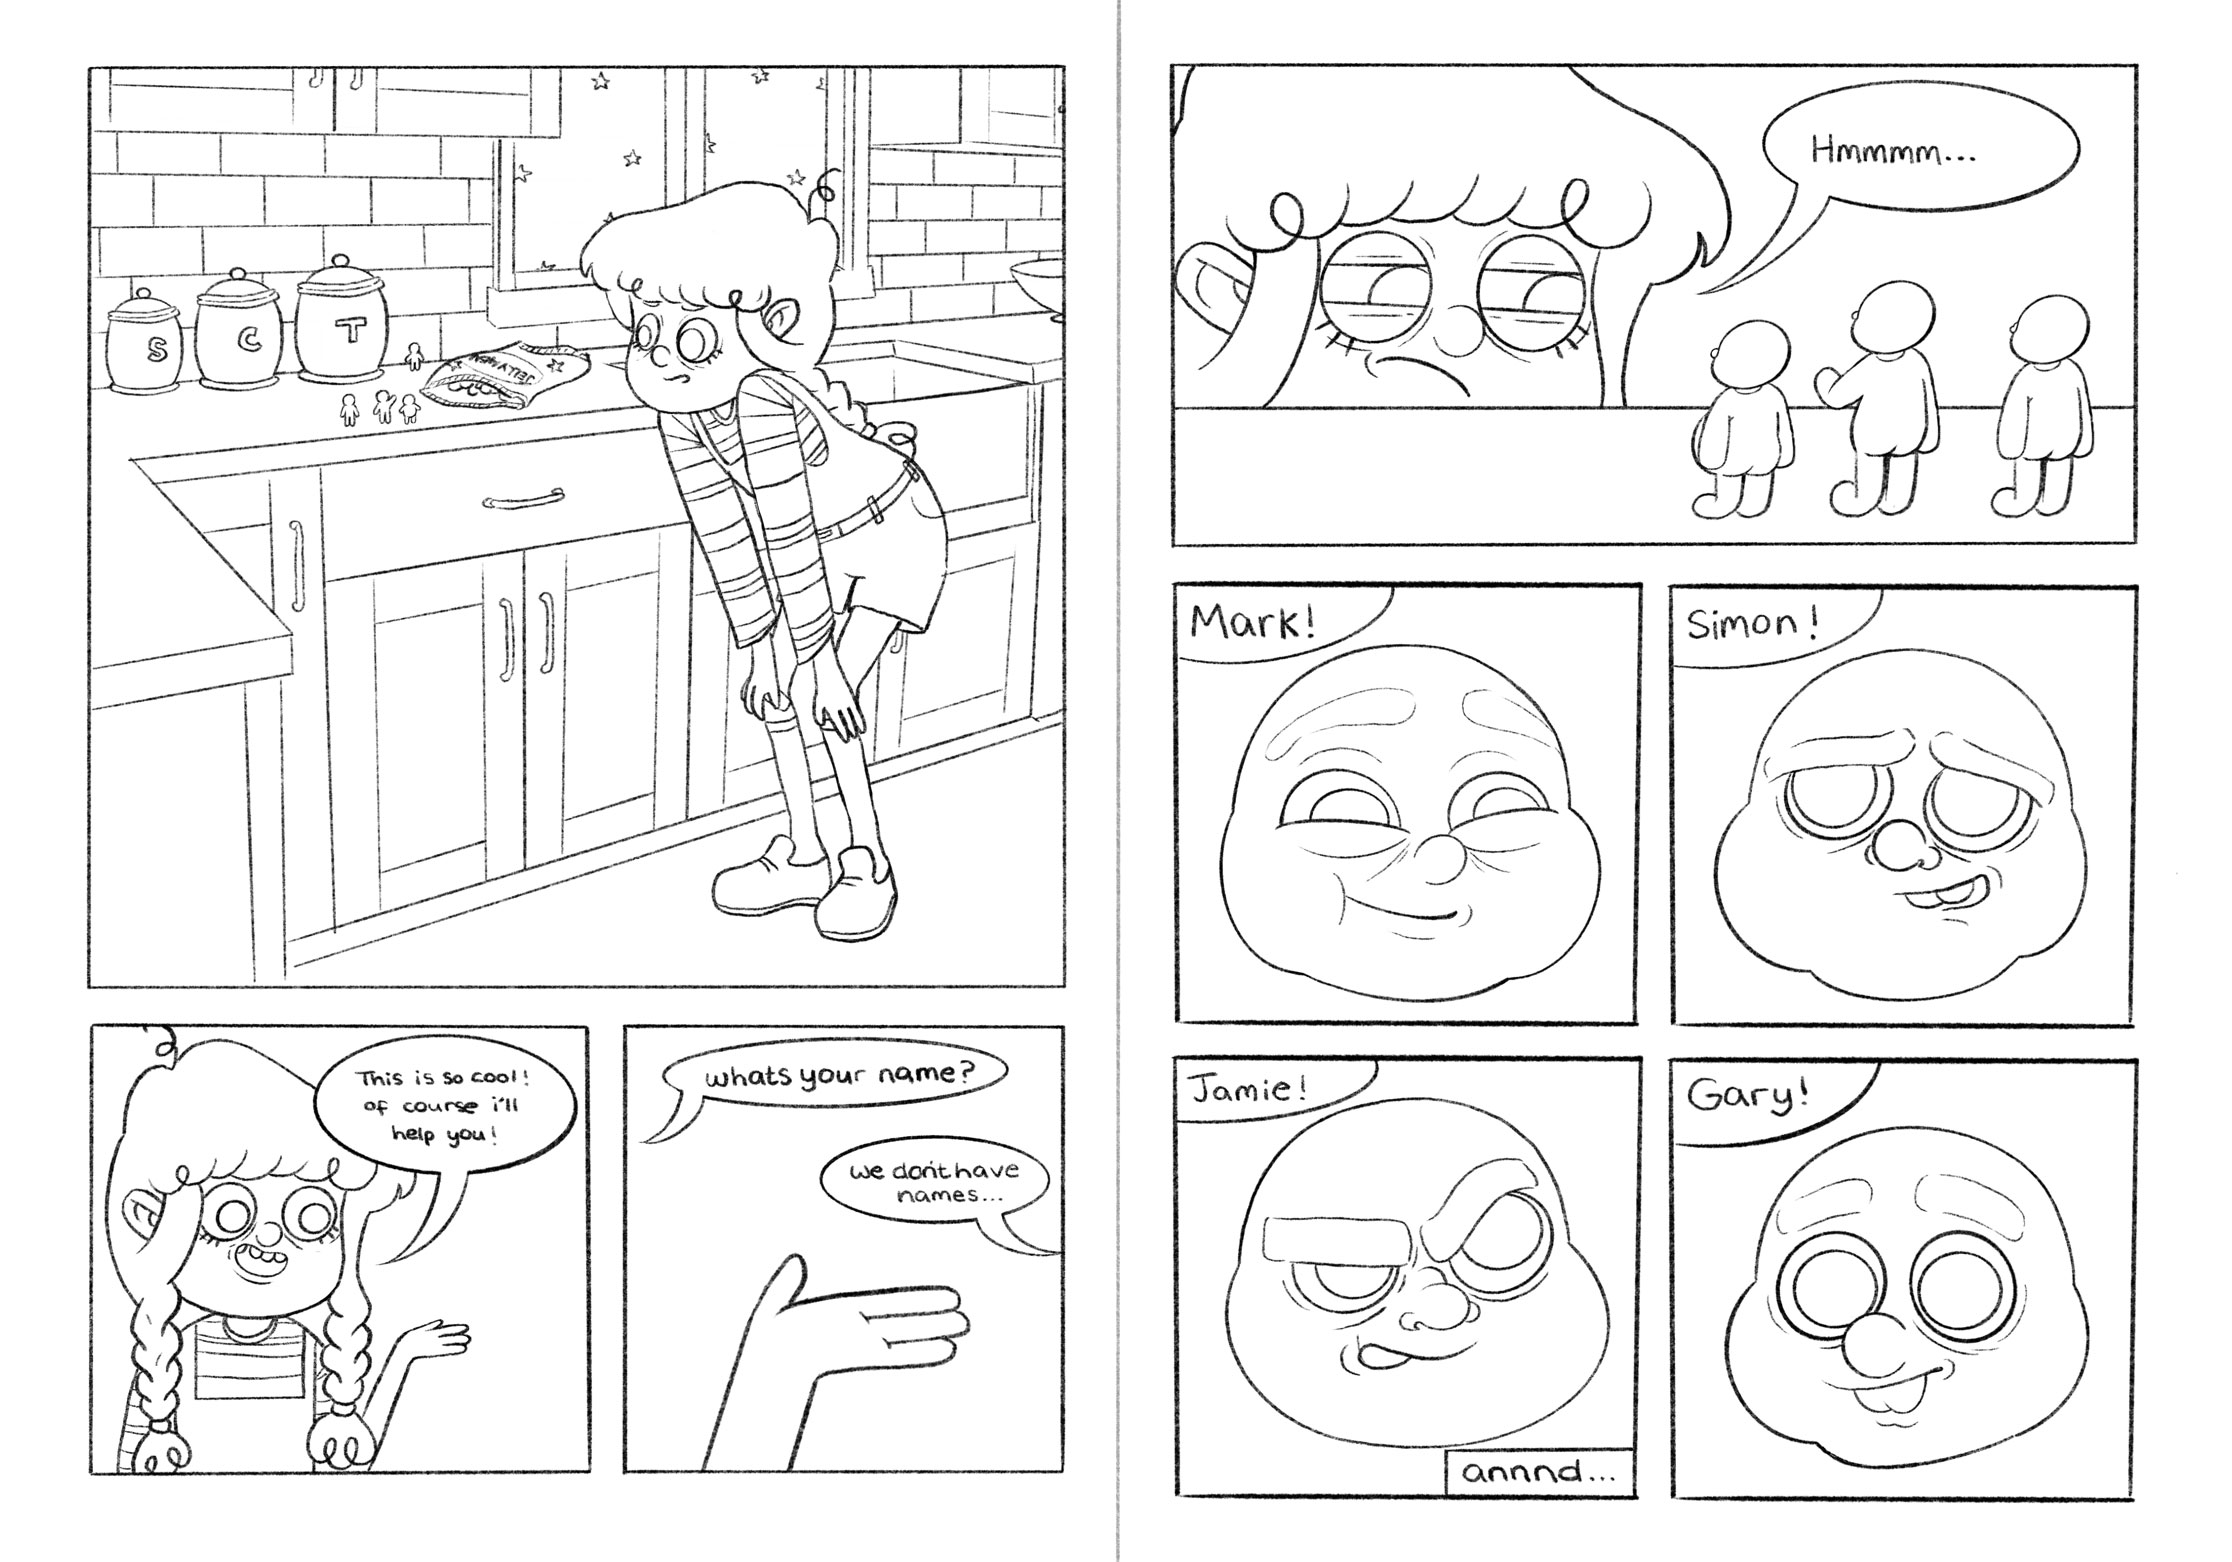 S
C
T
This is so cool!
of course i'll
help you!
whats your name?
we don't have
names...
Hmmmm...
Mark!
Simon!
Jamie!
annnd...
Gary!